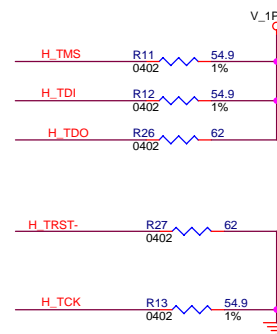 V_1P
H_TMS R11 54.9
0402 1%
H_TDI R12 54.9
0402 1%
H_TDO R26 62
0402
H_TRST- R27 62
0402
H_TCK R13 54.9
0402 1%